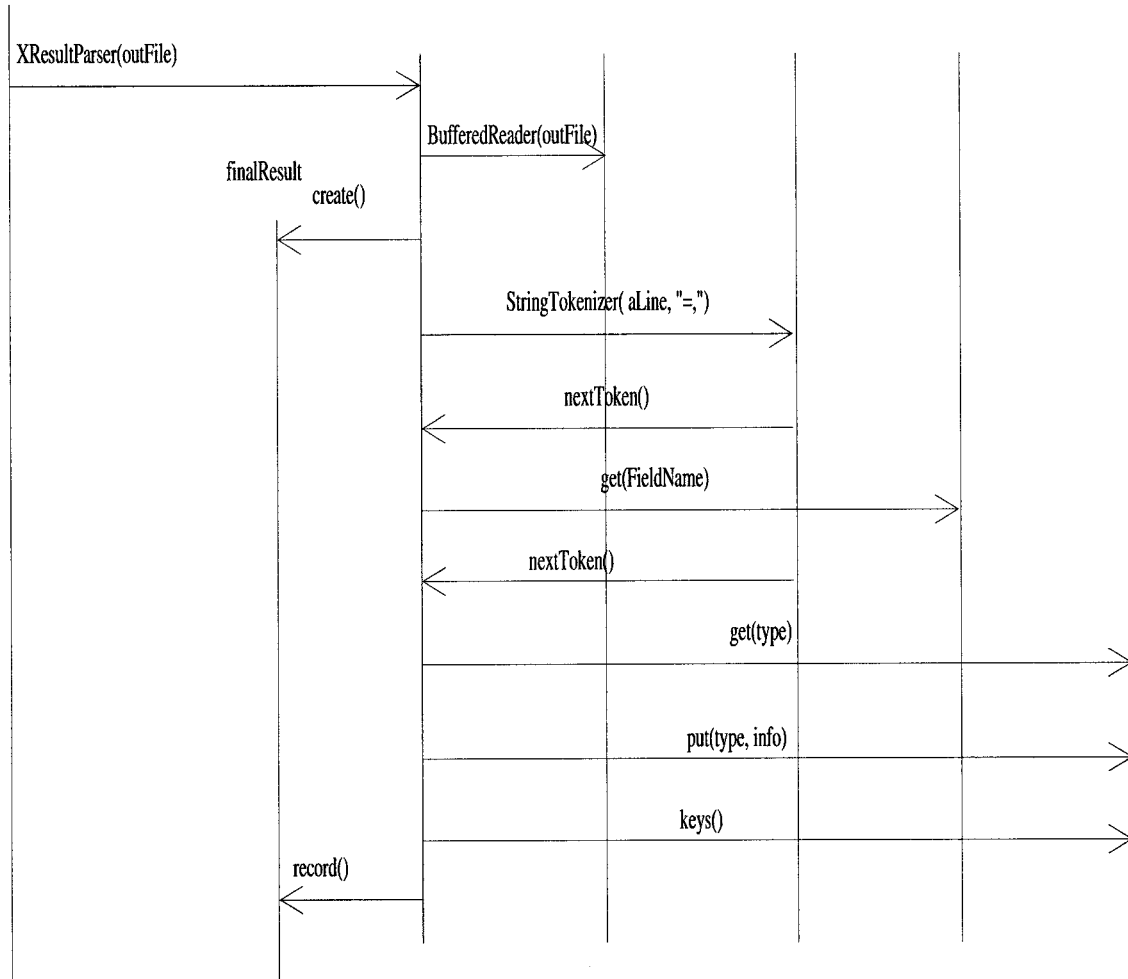 XResultParser(outFile)
BufferedReader(outFile)
finalResult
create()
StringTokenizer( aLine, "=,")
nextToken()
get(FieldName)
nextToken()
get(type)
put(type, info)
keys()
record()